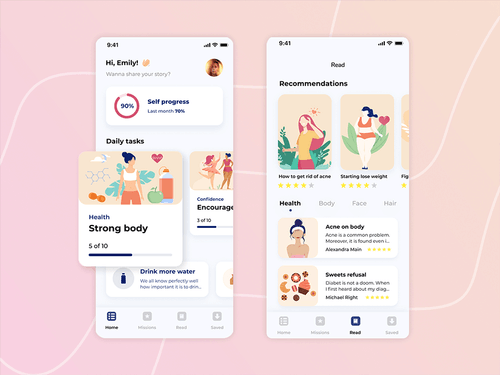 9:41
Hi, Emily!
Wanna share your story?
90%
Self progress
Last month 70%
Daily tasks
Health
Strong body
5 of 10
Confidence
Encourage
3 of 10
Drink more water
We all know perfectly well
how important it is to drin...
Home
Missions
Read
Saved
9:41
Read
Recommendations
How to get rid of acne
Starting lose weight
Figh
Health
Body
Face
Hair
Acne on body
Acne is a common problem.
Moreover, it is found even i...
Alexandra Main
Sweets refusal
Diabet is not a doom. When
I first heard about my diag...
Michael Right
Home
Missions
Read
Saved